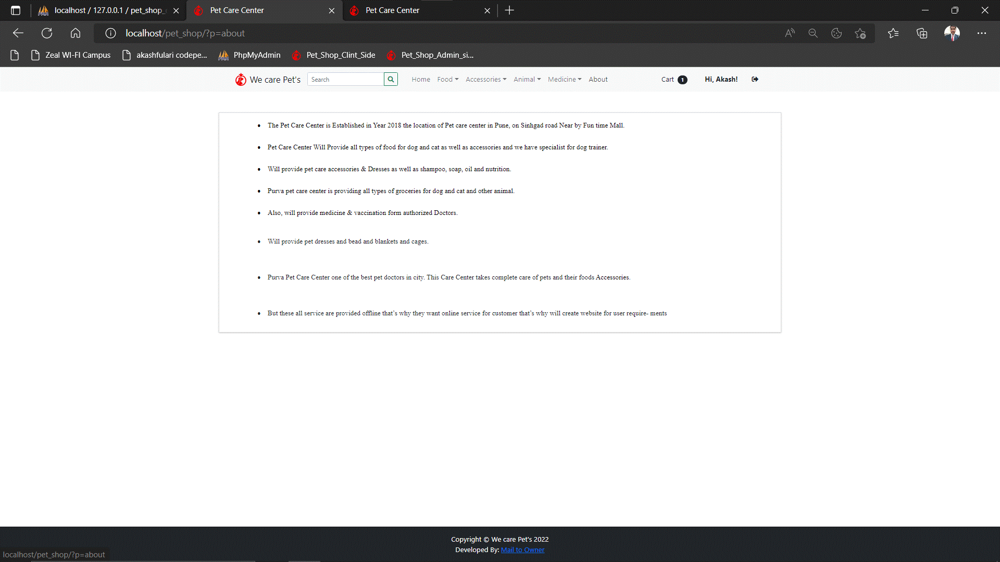 localhost / 127.0.0.1 / pet_shop_
Pet Care Center
Pet Care Center
localhost/pet_shop/?p=about
Zeal WI-FI Campus
akashfulari codepe...
PhpMyAdmin
Pet_Shop_Clint_Side
Pet_Shop_Admin_si...
We care Pet's
Search
Home
Food
Accessories
Animal
Medicine
About
Cart 1
Hi, Akash!
• The Pet Care Center is Established in Year 2018 the location of Pet care center in Pune, on Sinhgad road Near by Fun time Mall.
• Pet Care Center Will Provide all types of food for dog and cat as well as accessories and we have specialist for dog trainer.
• Will provide pet care accessories & Dresses as well as shampoo, soap, oil and nutrition.
• Purva pet care center is providing all types of groceries for dog and cat and other animal.
• Also, will provide medicine & vaccination form authorized Doctors.
• Will provide pet dresses and bead and blankets and cages.
• Purva Pet Care Center one of the best pet doctors in city. This Care Center takes complete care of pets and their foods Accessories.
• But these all service are provided offline that’s why they want online service for customer that’s why will create website for user require- ments
Copyright © We care Pet's 2022
Developed By: Mail to Owner
localhost/pet_shop/?p=about